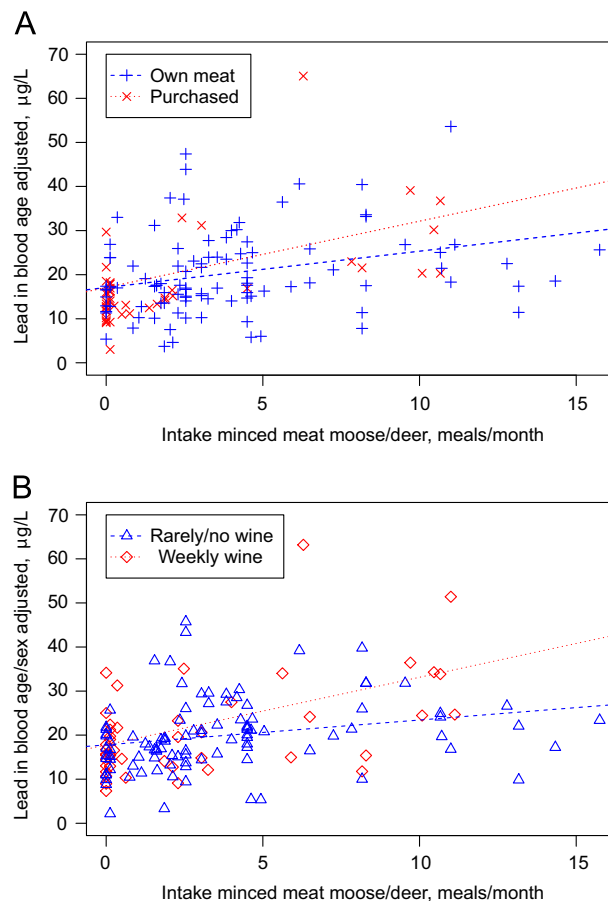 A
70
60
50
40
30
20
10
0
Lead in blood age adjusted, μg/L
Own meat
Purchased
0 5 10 15
Intake minced meat moose/deer, meals/month
B
70
60
50
40
30
20
10
0
Lead in blood age/sex adjusted, μg/L
Rarely/no wine
Weekly wine
0 5 10 15
Intake minced meat moose/deer, meals/month